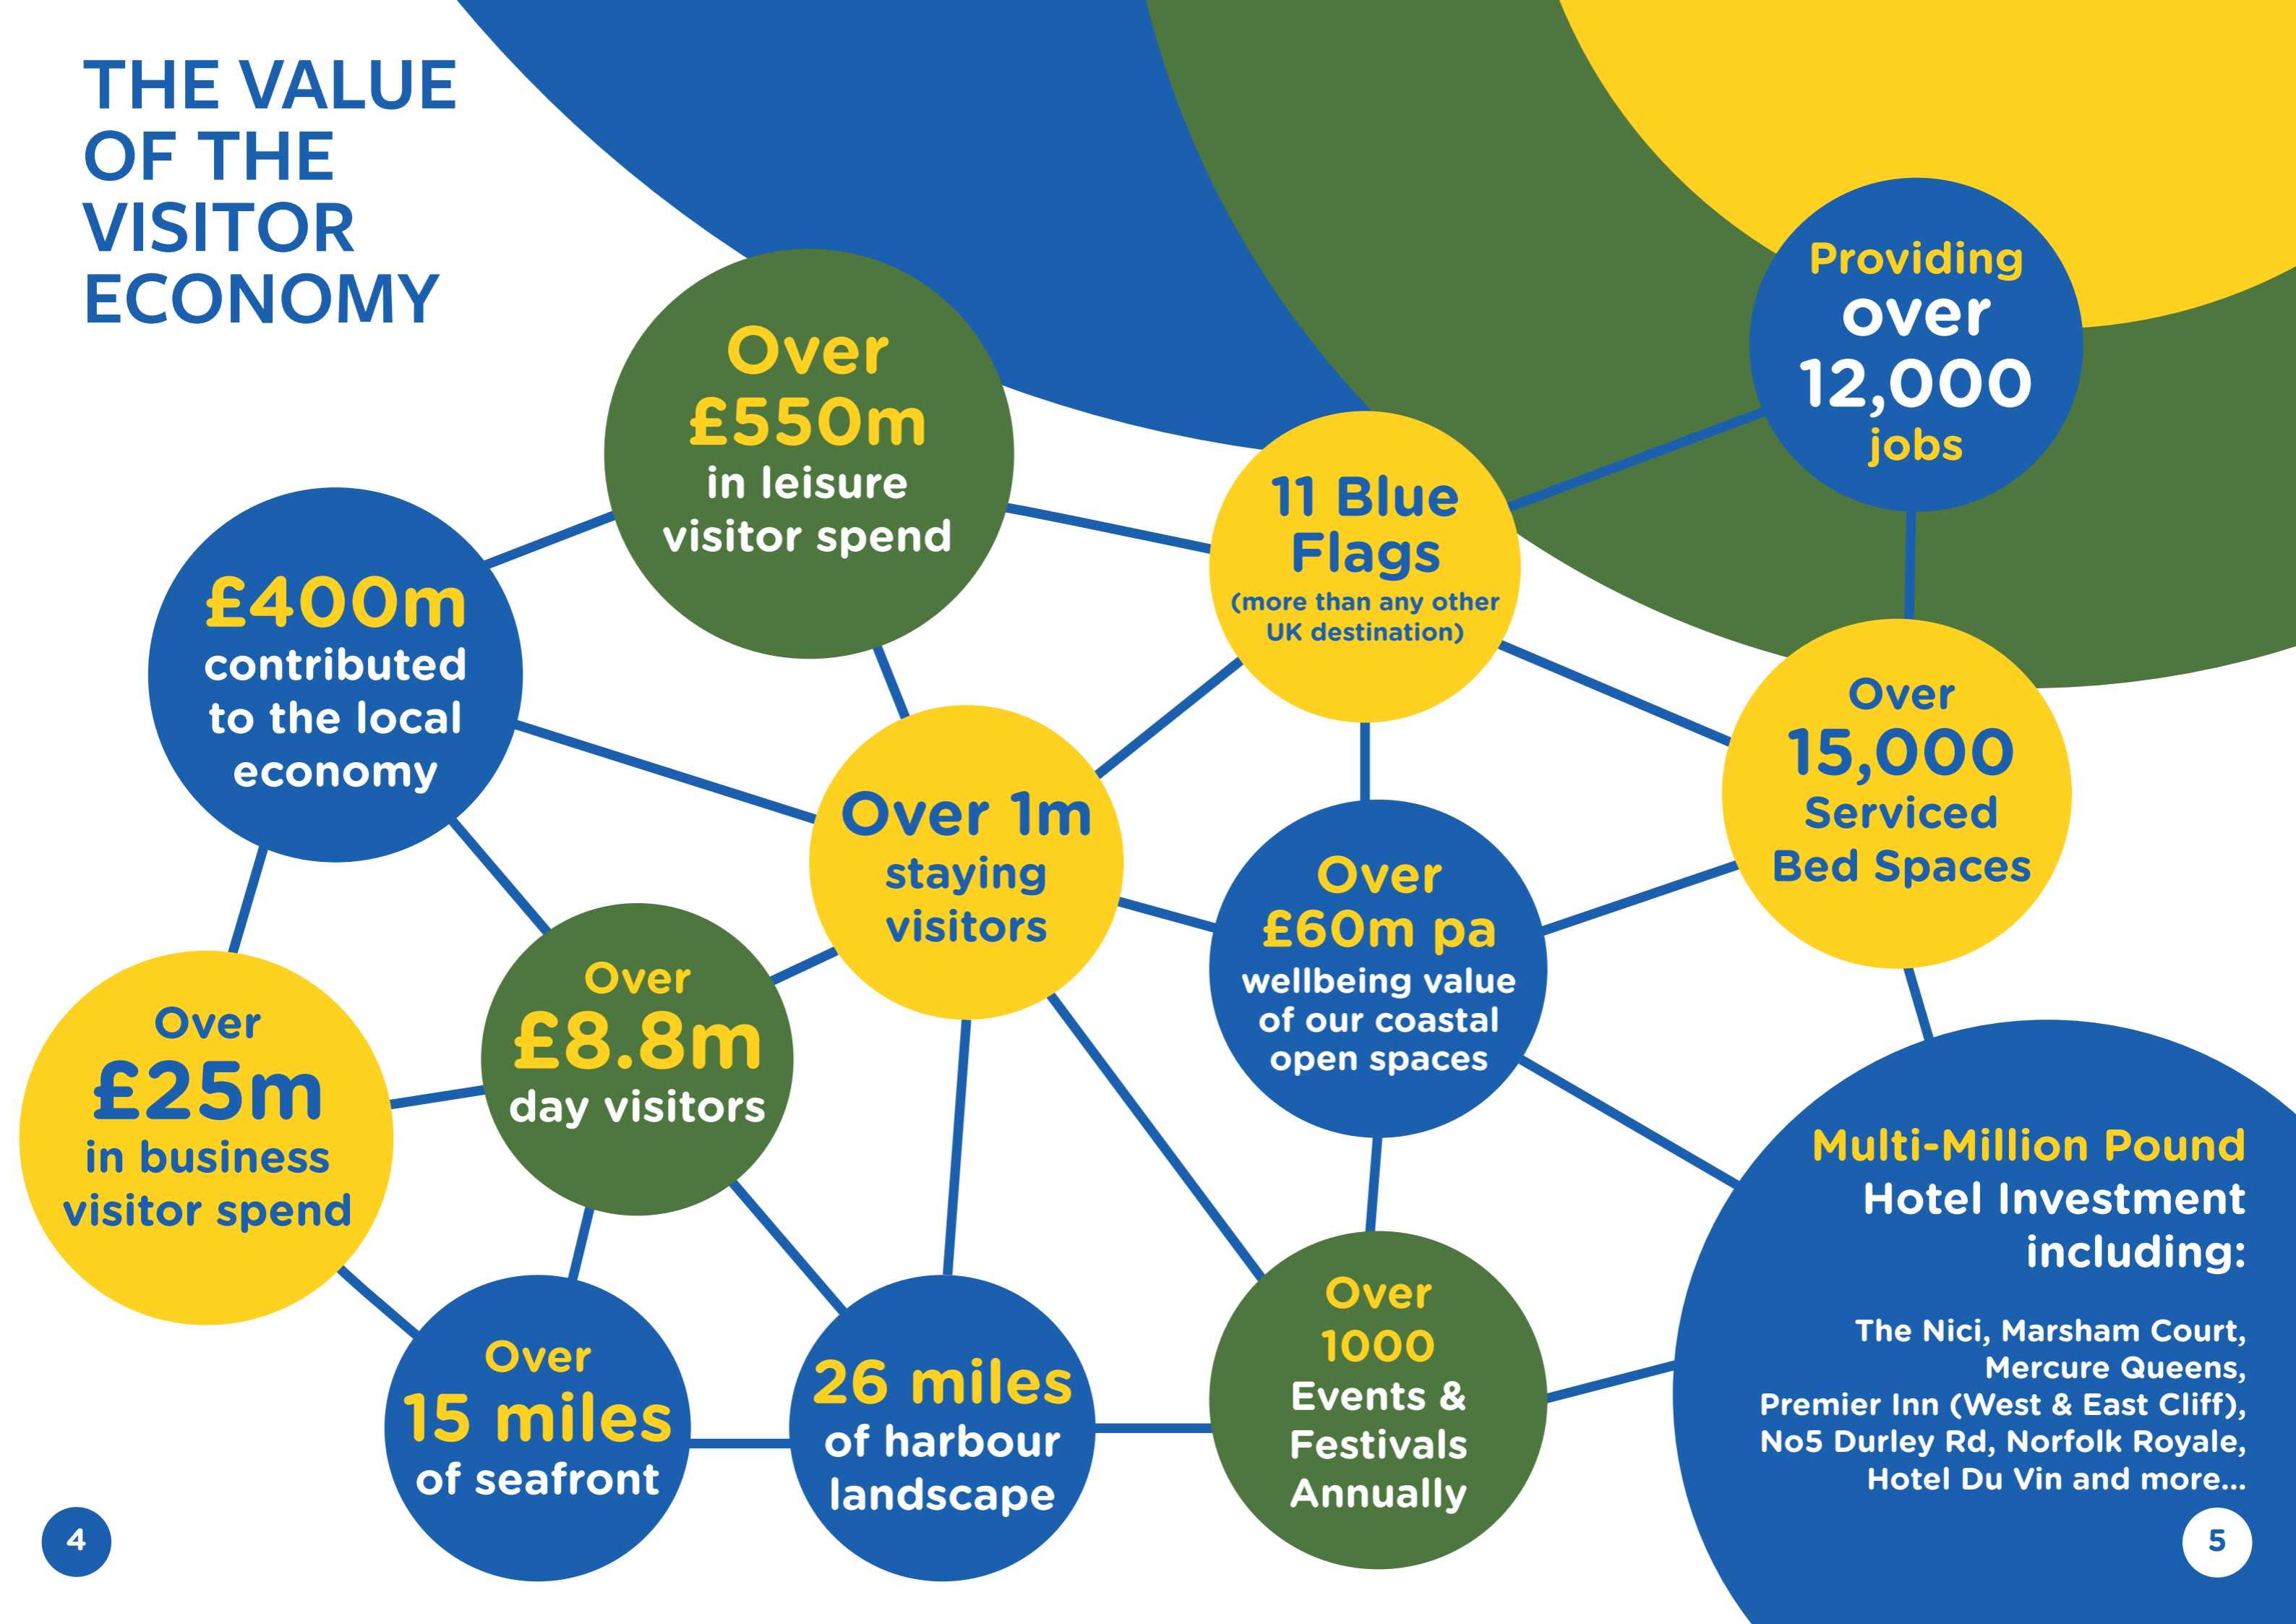 THE VALUE
OF THE
VISITOR
ECONOMY
Over
£550m
in leisure
visitor spend
Providing
over
12,000
jobs
11 Blue
Flags
(more than any other
UK destination)
£400m
contributed
to the local
economy
Over
15,000
Serviced
Bed Spaces
Over 1m
staying
visitors
Over
£60m pa
wellbeing value
of our coastal
open spaces
Over
£25m
in business
visitor spend
Over
£8.8m
day visitors
Multi-Million Pound
Hotel Investment
including:
The Nici, Marsham Court,
Mercure Queens,
Premier Inn (West & East Cliff),
No5 Durley Rd, Norfolk Royale,
Hotel Du Vin and more...
Over
15 miles
of seafront
26 miles
of harbour
landscape
Over
1000
Events &
Festivals
Annually
4
5